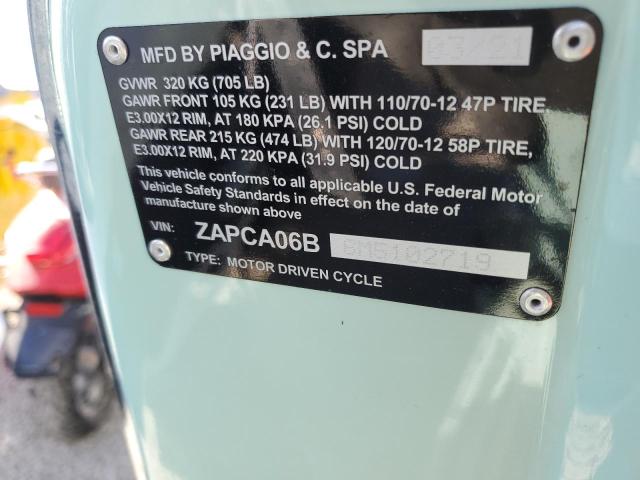 MFD BY PIAGGIO & C. SPA 03/21
GVWR 320 KG (705 LB)
GAWR FRONT 105 KG (231 LB) WITH 110/70-12 47P TIRE
E3.00X12 RIM, AT 180 KPA (26.1 PSI) COLD
GAWR REAR 215 KG (474 LB) WITH 120/70-12 58P TIRE,
E3.00X12 RIM, AT 220 KPA (31.9 PSI) COLD
This vehicle conforms to all applicable U.S. Federal Motor
Vehicle Safety Standards in effect on the date of
manufacture shown above
VIN: ZAPCA06B 6M5102719
TYPE: MOTOR DRIVEN CYCLE